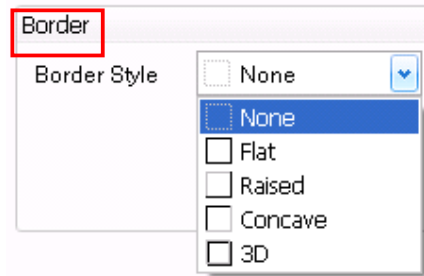 Border
Border Style None
None
Flat
Raised
Concave
3D